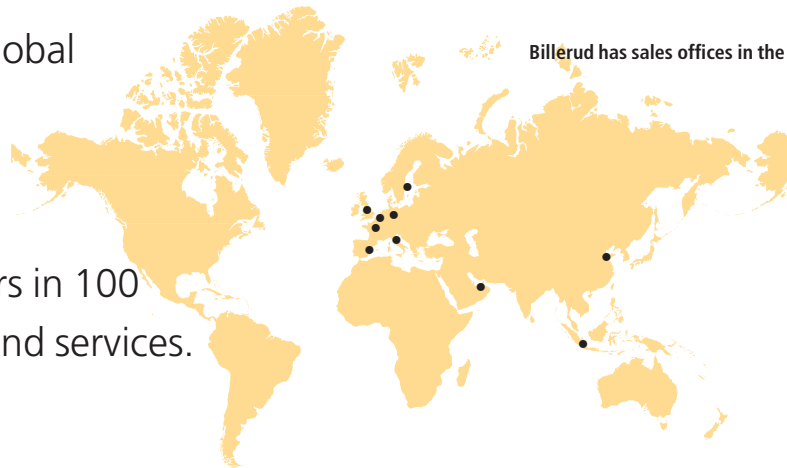 obal
Billerud has sales offices in the
rs in 100
nd services.